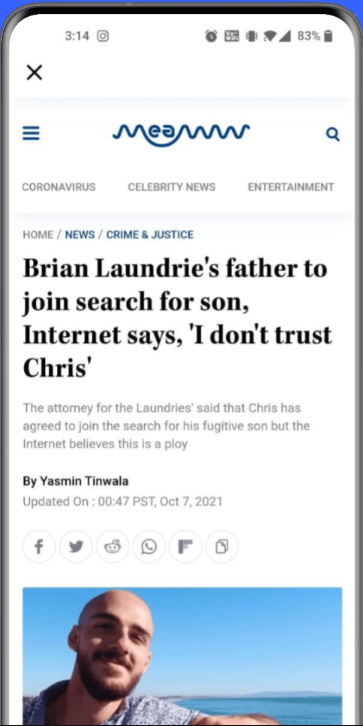 3:14
83%
meaww
CORONAVIRUS CELEBRITY NEWS ENTERTAINMENT
HOME / NEWS / CRIME & JUSTICE
Brian Laundrie's father to
join search for son,
Internet says, 'I don't trust
Chris'
The attorney for the Laundries' said that Chris has
agreed to join the search for his fugitive son but the
Internet believes this is a ploy
By Yasmin Tinwala
Updated On : 00:47 PST, Oct 7, 2021